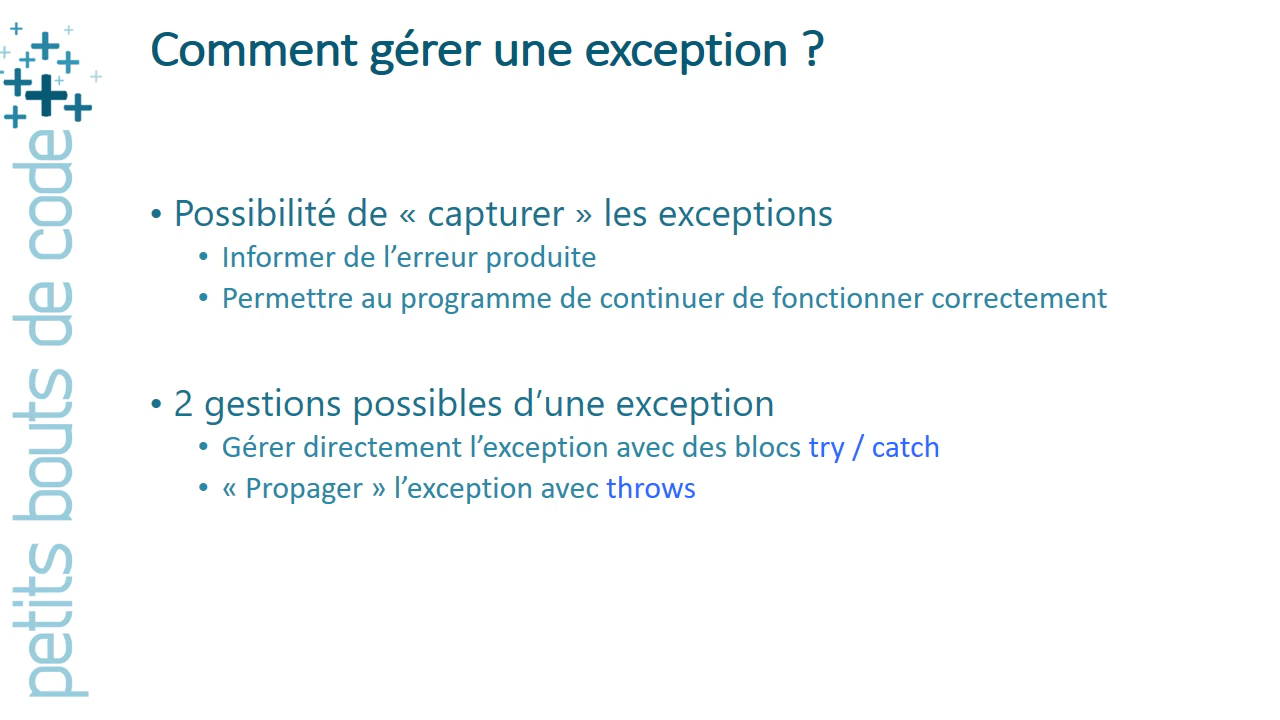 Comment gérer une exception ?
• Possibilité de « capturer » les exceptions
• Informer de l’erreur produite
• Permettre au programme de continuer de fonctionner correctement
• 2 gestions possibles d’une exception
• Gérer directement l’exception avec des blocs try / catch
• « Propager » l’exception avec throws
petits bouts de code